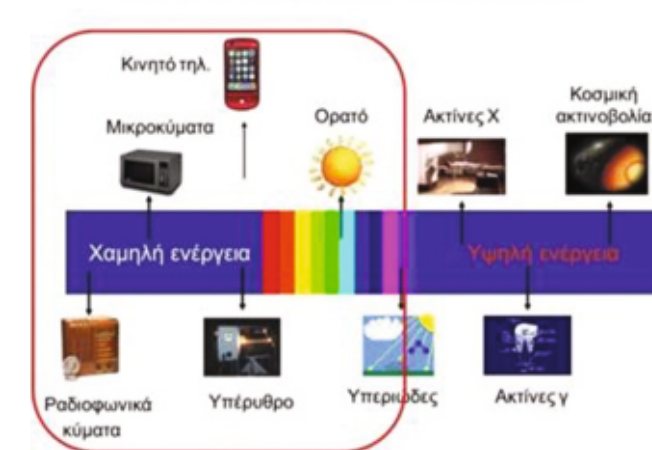 Κινητό τηλ.
Μικροκύματα
Ορατό
Ακτίνες Χ
Κοσμική
ακτινοβολία
Χαμηλή ενέργεια
Υψηλή ενέργεια
Ραδιοφωνικά
κύματα
Υπέρυθρο
Υπεριώδες
Ακτίνες γ